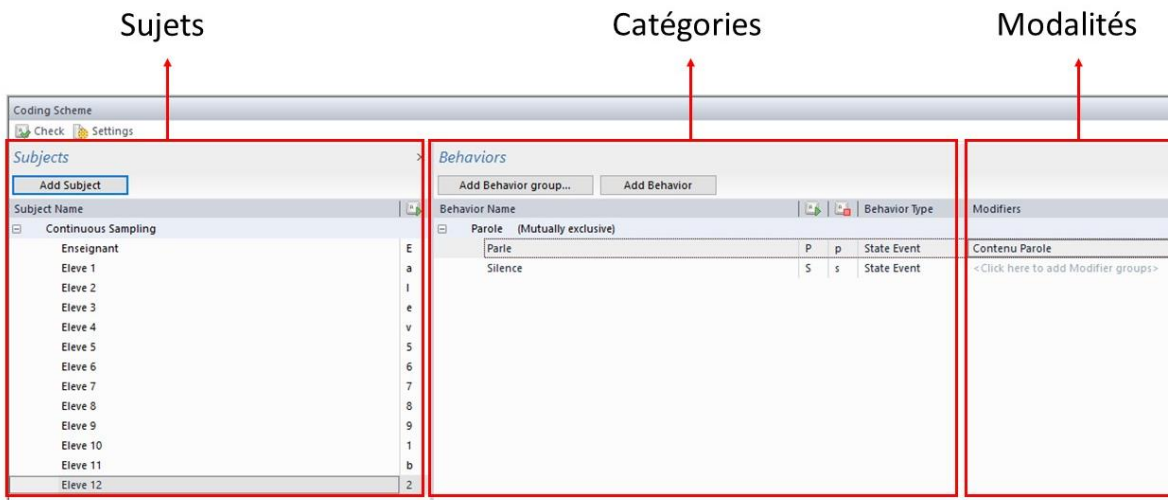 Sujets Catégories Modalités
Coding Scheme
Check Settings
Subjects
Add Subject
Subject Name
Continuous Sampling
Enseignant E
Eleve 1 a
Eleve 2 l
Eleve 3 e
Eleve 4 v
Eleve 5 5
Eleve 6 6
Eleve 7 7
Eleve 8 8
Eleve 9 9
Eleve 10 1
Eleve 11 b
Eleve 12 2
Behaviors
Add Behavior group... Add Behavior
Behavior Name Behavior Type
Parole (Mutually exclusive)
Parle P p State Event
Silence S s State Event
Modifiers
Contenu Parole
<Click here to add Modifier groups>